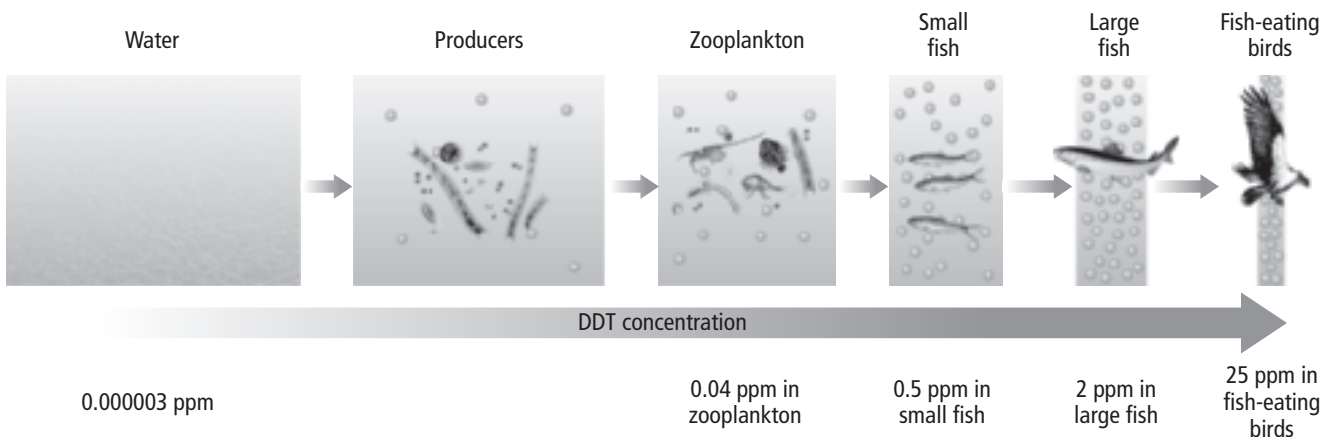 Water
Producers
Zooplankton
Small
fish
Large
fish
Fish-eating
birds
DDT concentration
0.000003 ppm
0.04 ppm in
zooplankton
0.5 ppm in
small fish
2 ppm in
large fish
25 ppm in
fish-eating
birds